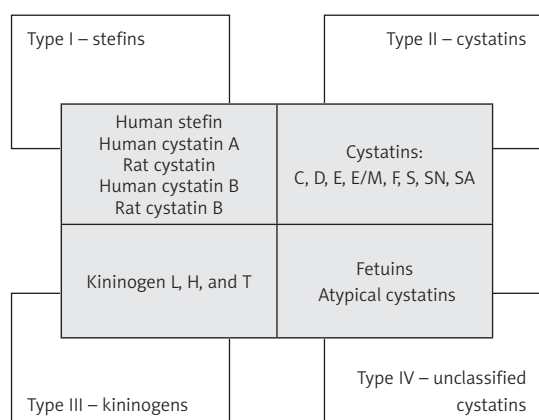 Type I – stefins
Type II – cystatins
Human stefin
Human cystatin A
Rat cystatin
Human cystatin B
Rat cystatin B
Cystatins:
C, D, E, E/M, F, S, SN, SA
Kininogen L, H, and T
Fetuins
Atypical cystatins
Type III – kininogens
Type IV – unclassified
cystatins